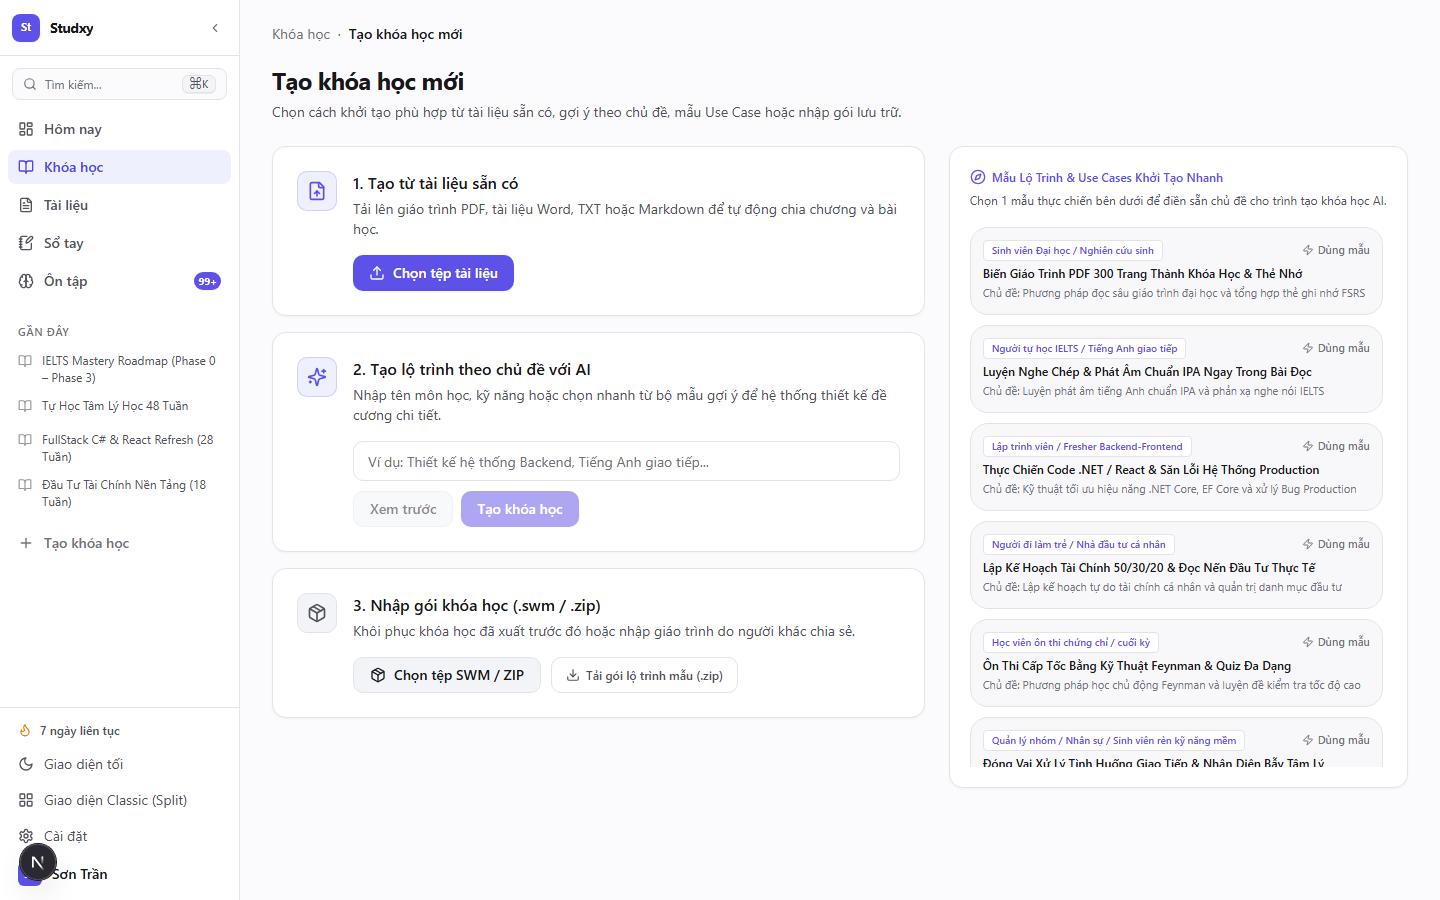 St
Studxy
Tìm kiếm...
⌘K
Hôm nay
Khóa học
Tài liệu
Sổ tay
Ôn tập
99+
GẦN ĐÂY
IELTS Mastery Roadmap (Phase 0
– Phase 3)
Tự Học Tâm Lý Học 48 Tuần
FullStack C# & React Refresh (28
Tuần)
Đầu Tư Tài Chính Nền Tảng (18
Tuần)
Tạo khóa học
7 ngày liên tục
Giao diện tối
Giao diện Classic (Split)
Cài đặt
N
Sơn Trần
Khóa học · Tạo khóa học mới
Tạo khóa học mới
Chọn cách khởi tạo phù hợp từ tài liệu sẵn có, gợi ý theo chủ đề, mẫu Use Case hoặc nhập gói lưu trữ.
1. Tạo từ tài liệu sẵn có
Tải lên giáo trình PDF, tài liệu Word, TXT hoặc Markdown để tự động chia chương và bài
học.
Chọn tệp tài liệu
2. Tạo lộ trình theo chủ đề với AI
Nhập tên môn học, kỹ năng hoặc chọn nhanh từ bộ mẫu gợi ý để hệ thống thiết kế đề
cương chi tiết.
Ví dụ: Thiết kế hệ thống Backend, Tiếng Anh giao tiếp...
Xem trước
Tạo khóa học
3. Nhập gói khóa học (.swm / .zip)
Khôi phục khóa học đã xuất trước đó hoặc nhập giáo trình do người khác chia sẻ.
Chọn tệp SWM / ZIP
Tải gói lộ trình mẫu (.zip)
Mẫu Lộ Trình & Use Cases Khởi Tạo Nhanh
Chọn 1 mẫu thực chiến bên dưới để điền sẵn chủ đề cho trình tạo khóa học AI.
Sinh viên Đại học / Nghiên cứu sinh
Dùng mẫu
Biến Giáo Trình PDF 300 Trang Thành Khóa Học & Thẻ Nhớ
Chủ đề: Phương pháp đọc sâu giáo trình đại học và tổng hợp thẻ ghi nhớ FSRS
Người tự học IELTS / Tiếng Anh giao tiếp
Dùng mẫu
Luyện Nghe Chép & Phát Âm Chuẩn IPA Ngay Trong Bài Đọc
Chủ đề: Luyện phát âm tiếng Anh chuẩn IPA và phản xạ nghe nói IELTS
Lập trình viên / Fresher Backend-Frontend
Dùng mẫu
Thực Chiến Code .NET / React & Săn Lỗi Hệ Thống Production
Chủ đề: Kỹ thuật tối ưu hiệu năng .NET Core, EF Core và xử lý Bug Production
Người đi làm trẻ / Nhà đầu tư cá nhân
Dùng mẫu
Lập Kế Hoạch Tài Chính 50/30/20 & Đọc Nến Đầu Tư Thực Tế
Chủ đề: Lập kế hoạch tự do tài chính cá nhân và quản trị danh mục đầu tư
Học viên ôn thi chứng chỉ / cuối kỳ
Dùng mẫu
Ôn Thi Cấp Tốc Bằng Kỹ Thuật Feynman & Quiz Đa Dạng
Chủ đề: Phương pháp học chủ động Feynman và luyện đề kiểm tra tốc độ cao
Quản lý nhóm / Nhân sự / Sinh viên rèn kỹ năng mềm
Dùng mẫu
Đóng Vai Xử Lý Tình Huống Giao Tiếp & Nhận Diện Bẫy Tâm Lý